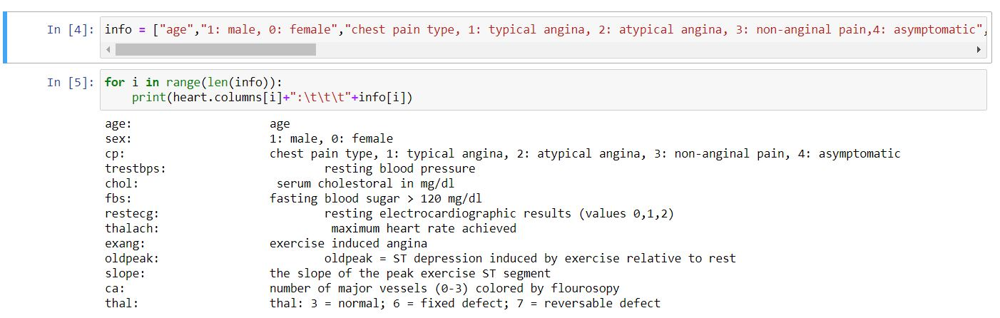 In [4]: info = ["age","1: male, 0: female","chest pain type, 1: typical angina, 2: atypical angina, 3: non-anginal pain,4: asymptomatic",
In [5]: for i in range(len(info)):
print(heart.columns[i]+":\t\t\t"+info[i])
age: age
sex: 1: male, 0: female
cp: chest pain type, 1: typical angina, 2: atypical angina, 3: non-anginal pain, 4: asymptomatic
trestbps: resting blood pressure
chol: serum cholestoral in mg/dl
fbs: fasting blood sugar > 120 mg/dl
restecg: resting electrocardiographic results (values 0,1,2)
thalach: maximum heart rate achieved
exang: exercise induced angina
oldpeak: oldpeak = ST depression induced by exercise relative to rest
slope: the slope of the peak exercise ST segment
ca: number of major vessels (0-3) colored by flourosopy
thal: thal: 3 = normal; 6 = fixed defect; 7 = reversable defect